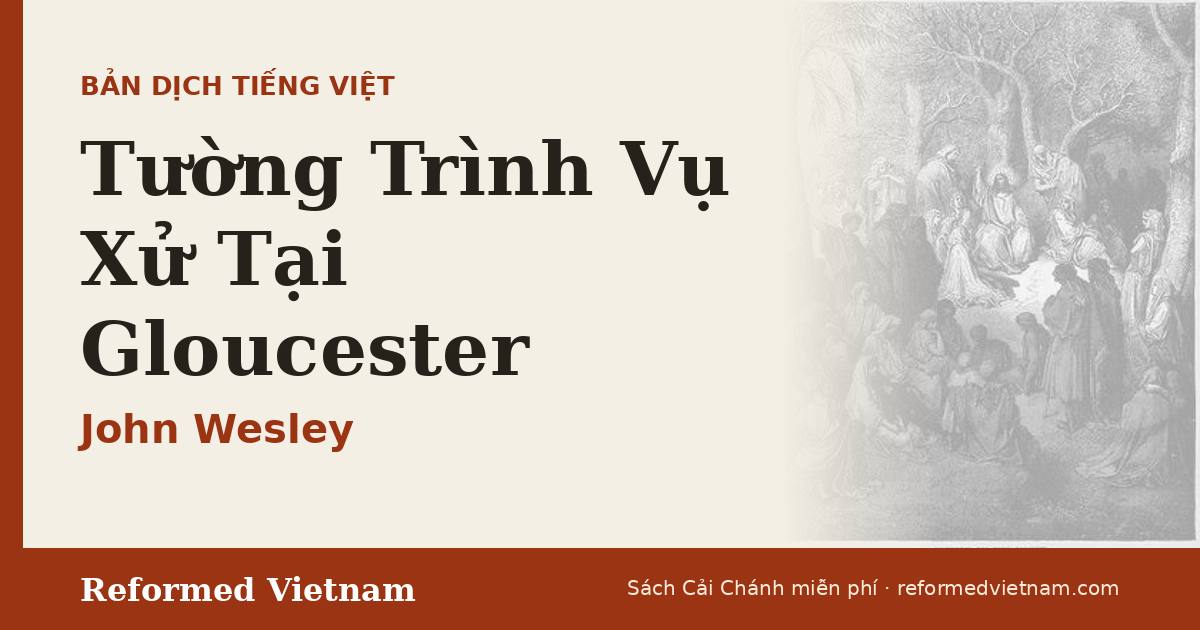 BẢN DỊCH TIẾNG VIỆT
Tường Trình Vụ
Xử Tại
Gloucester
John Wesley
Reformed Vietnam
Sách Cải Chánh miễn phí · reformedvietnam.com